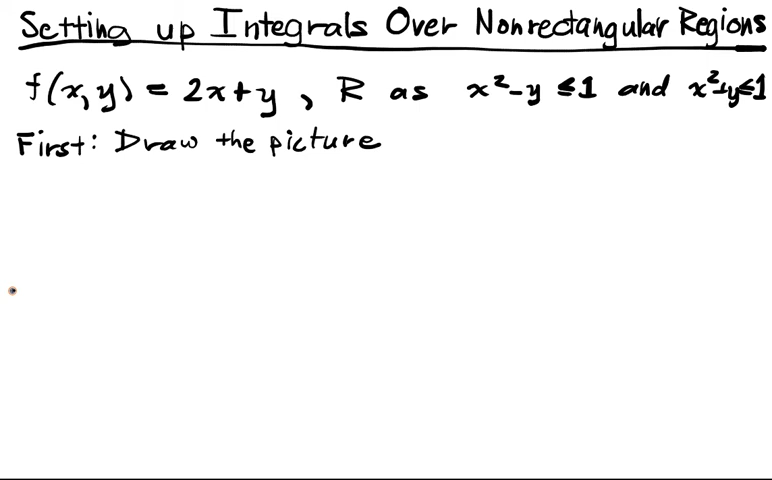 Setting up Integrals Over Nonrectangular Regions
f(x,y) = 2x+y, R as x²-y ≤1 and x²+y≤1
First: Draw the picture